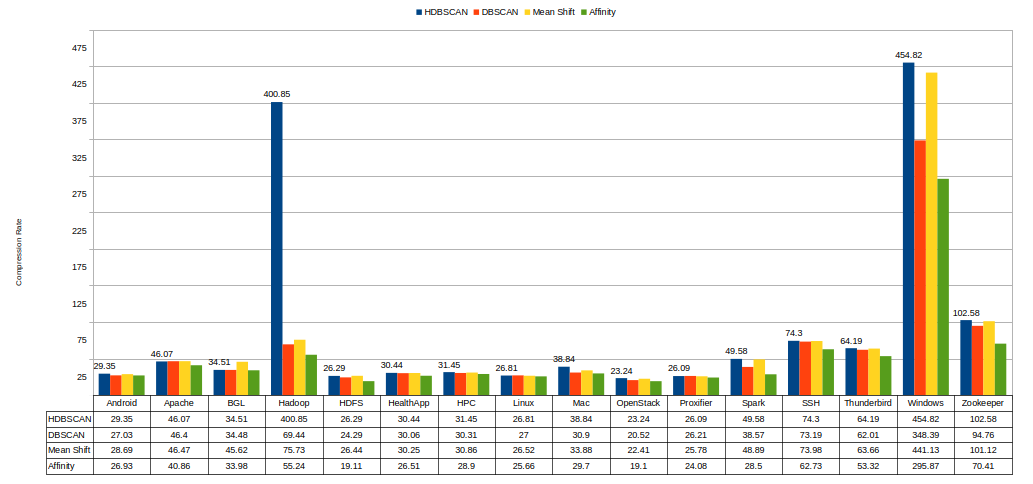 HDBSCAN DBSCAN Mean Shift Affinity
475
425
375
325
275
225
175
125
75
25
Compression Rate
29.35 46.07 34.51 400.85 26.29 30.44 31.45 26.81 38.84 23.24 26.09 49.58 74.3 64.19 454.82 102.58
Android Apache BGL Hadoop HDFS HealthApp HPC Linux Mac OpenStack Proxifier Spark SSH Thunderbird Windows Zookeeper
HDBSCAN 29.35 46.07 34.51 400.85 26.29 30.44 31.45 26.81 38.84 23.24 26.09 49.58 74.3 64.19 454.82 102.58
DBSCAN 27.03 46.4 34.48 69.44 24.29 30.06 30.31 27 30.9 20.52 26.21 38.57 73.19 62.01 348.39 94.76
Mean Shift 28.69 46.47 45.62 75.73 26.44 30.25 30.86 26.52 33.88 22.41 25.78 48.89 73.98 63.66 441.13 101.12
Affinity 26.93 40.86 33.98 55.24 19.11 26.51 28.9 25.66 29.7 19.1 24.08 28.5 62.73 53.32 295.87 70.41